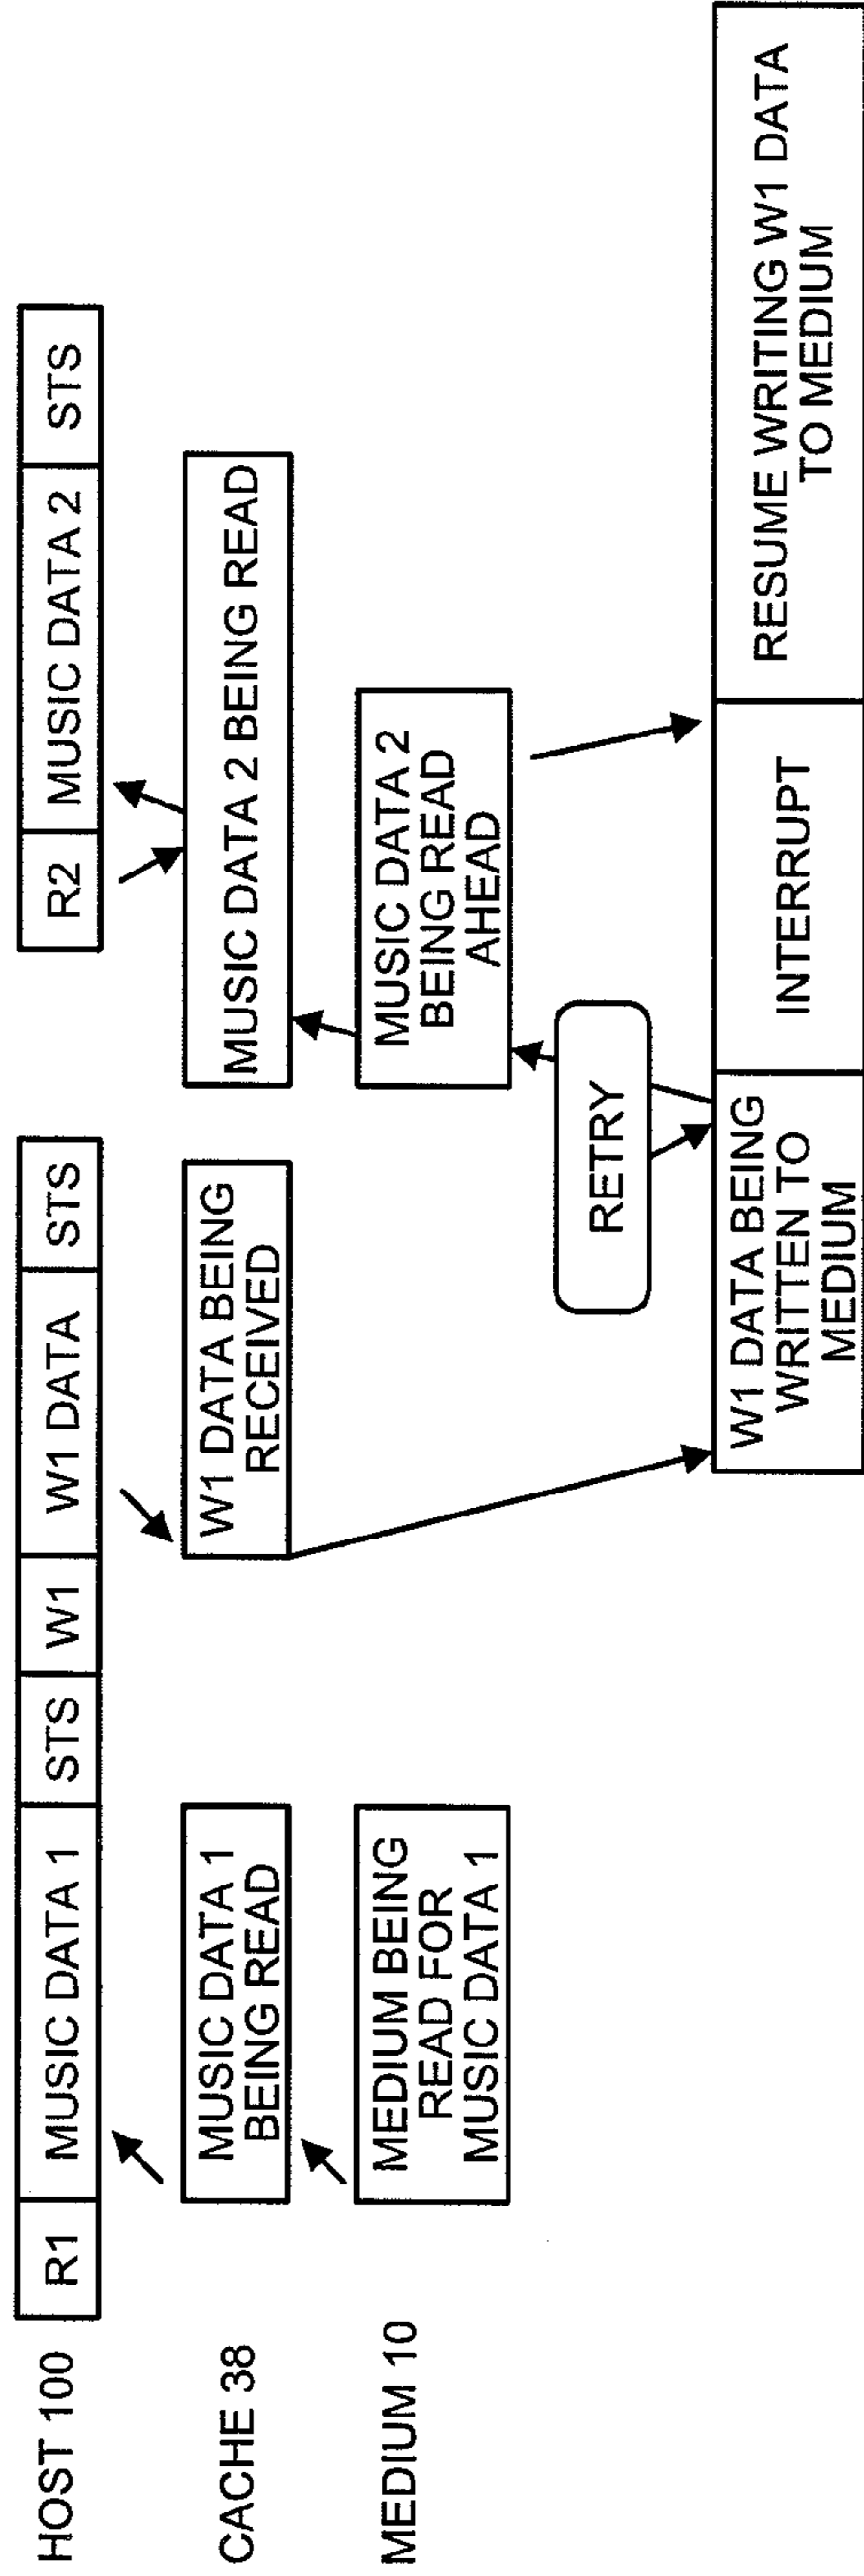 HOST 100
R1
MUSIC DATA 1
STS
W1
W1 DATA
STS
R2
MUSIC DATA 2
STS
CACHE 38
MUSIC DATA 1
BEING READ
W1 DATA BEING
RECEIVED
MUSIC DATA 2 BEING READ
MEDIUM 10
MEDIUM BEING
READ FOR
MUSIC DATA 1
MUSIC DATA 2
BEING READ
AHEAD
RETRY
W1 DATA BEING
WRITTEN TO
MEDIUM
INTERRUPT
RESUME WRITING W1 DATA
TO MEDIUM